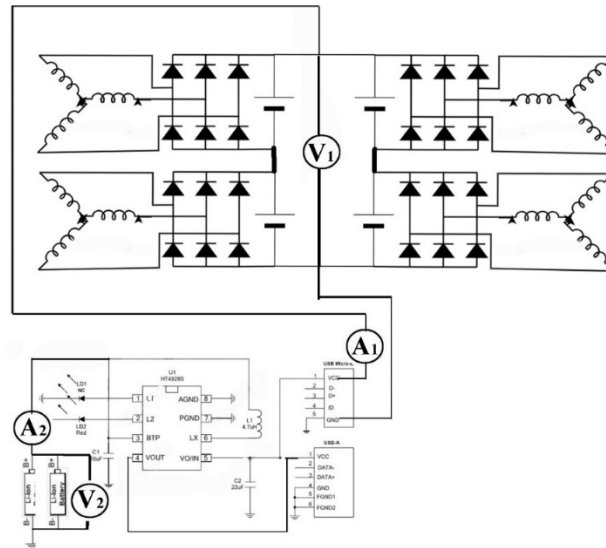 V1
A1
USB Micro-
1 VCC
2 D-
3 D+
4 ID
5 GND
U1
HT4928S
LD1
NC
1 L1
AGND 8
LD2
Red
2 L2
PGND 7
3 BTP
LX 6
4 VOUT
VO/IN 5
L1
4.7uH
A2
C1
C2
22uF
USB-A
1 VCC
2 DATA-
3 DATA+
4 GND
5 FGND1
6 FGND2
B+
B+
Li-Ion
Li-Ion
Battery
B-
B-
V2